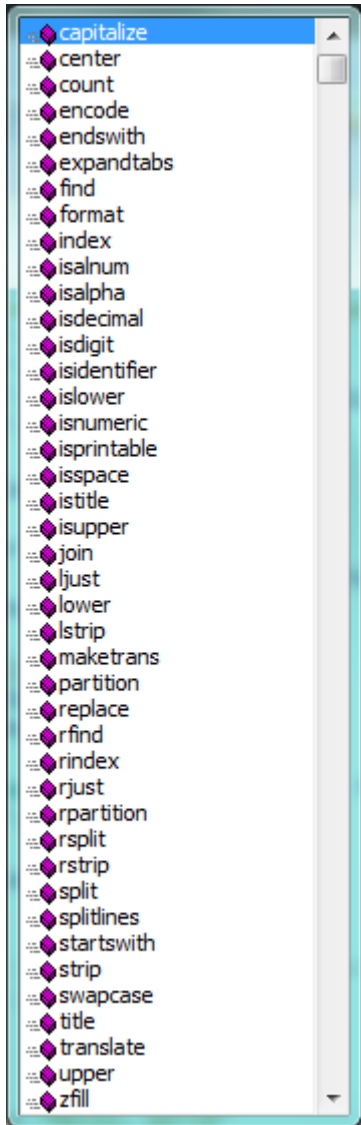 capitalize
center
count
encode
endswith
expandtabs
find
format
index
isalnum
isalpha
isdecimal
isdigit
isidentifier
islower
isnumeric
isprintable
isspace
istitle
isupper
join
ljust
lower
lstrip
maketrans
partition
replace
rfind
rindex
rjust
rpartition
rsplit
rstrip
split
splitlines
startswith
strip
swapcase
title
translate
upper
zfill